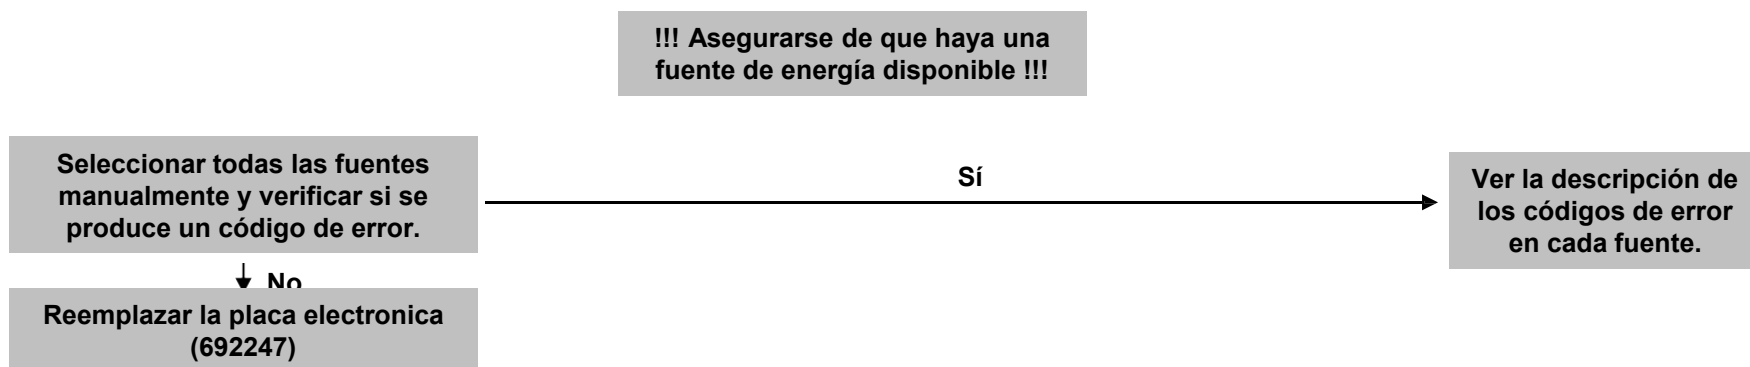 !!! Asegurarse de que haya una
fuente de energía disponible !!!
Seleccionar todas las fuentes
manualmente y verificar si se
produce un código de error.
Sí
Ver la descripción de
los códigos de error
en cada fuente.
No
Reemplazar la placa electronica
(692247)